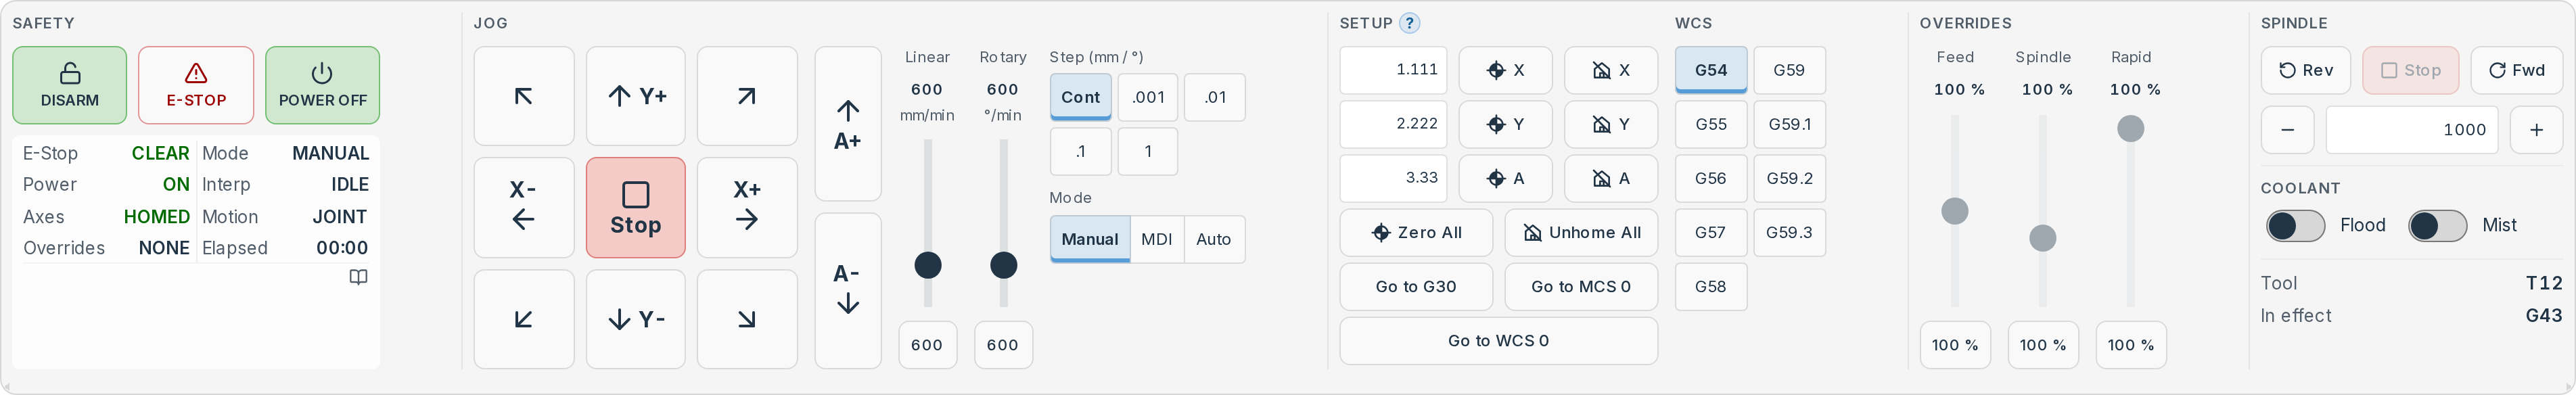 SAFETY
DISARM
E-STOP
POWER OFF
E-Stop CLEAR Mode MANUAL
Power ON Interp IDLE
Axes HOMED Motion JOINT
Overrides NONE Elapsed 00:00
JOG
Y+
X-
Stop
X+
Y-
A+
A-
Linear
600
mm/min
600
Rotary
600
°/min
600
Step (mm / °)
Cont .001 .01
.1 1
Mode
Manual MDI Auto
SETUP ?
1.111 X X
2.222 Y Y
3.33 A A
Zero All Unhome All
Go to G30 Go to MCS 0
Go to WCS 0
WCS
G54 G59
G55 G59.1
G56 G59.2
G57 G59.3
G58
OVERRIDES
Feed Spindle Rapid
100 % 100 % 100 %
100 % 100 % 100 %
SPINDLE
Rev Stop Fwd
− 1000 +
COOLANT
Flood Mist
Tool T12
In effect G43